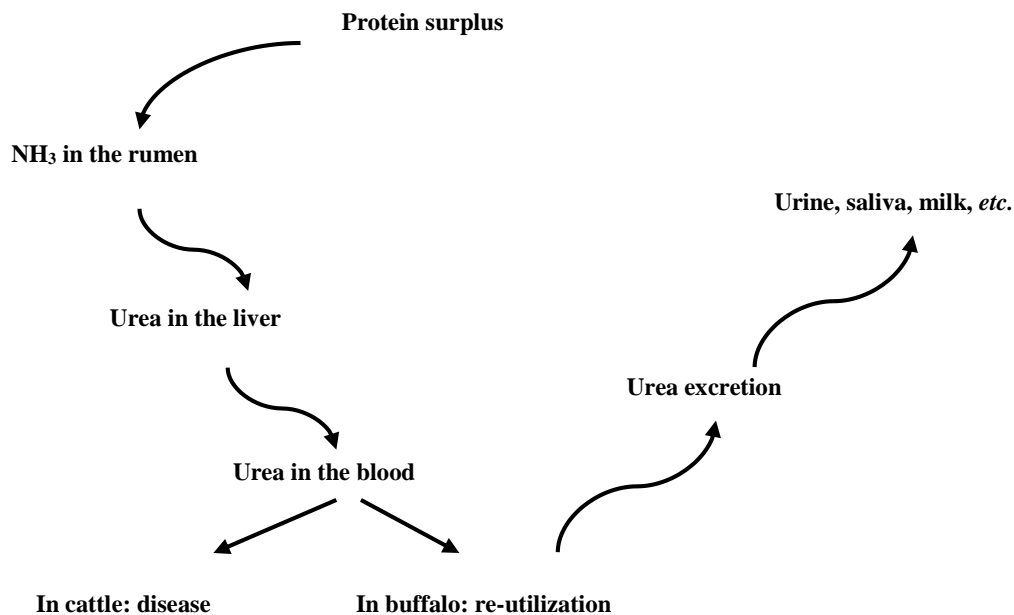 Protein surplus
NH₃ in the rumen
Urine, saliva, milk, etc.
Urea in the liver
Urea excretion
Urea in the blood
In cattle: disease
In buffalo: re-utilization